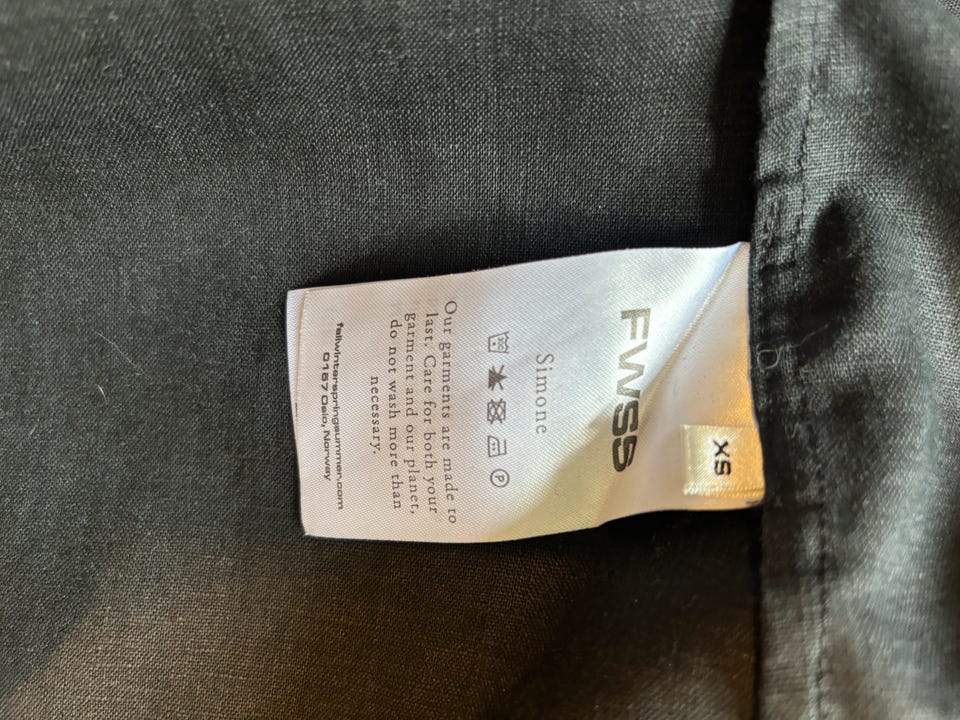 XS
FWSS
Simone
30
P
Our garments are made to
last. Care for both your
garment and our planet,
do not wash more than
necessary.
fallwinterspringsummer.com
0187 Oslo, Norway